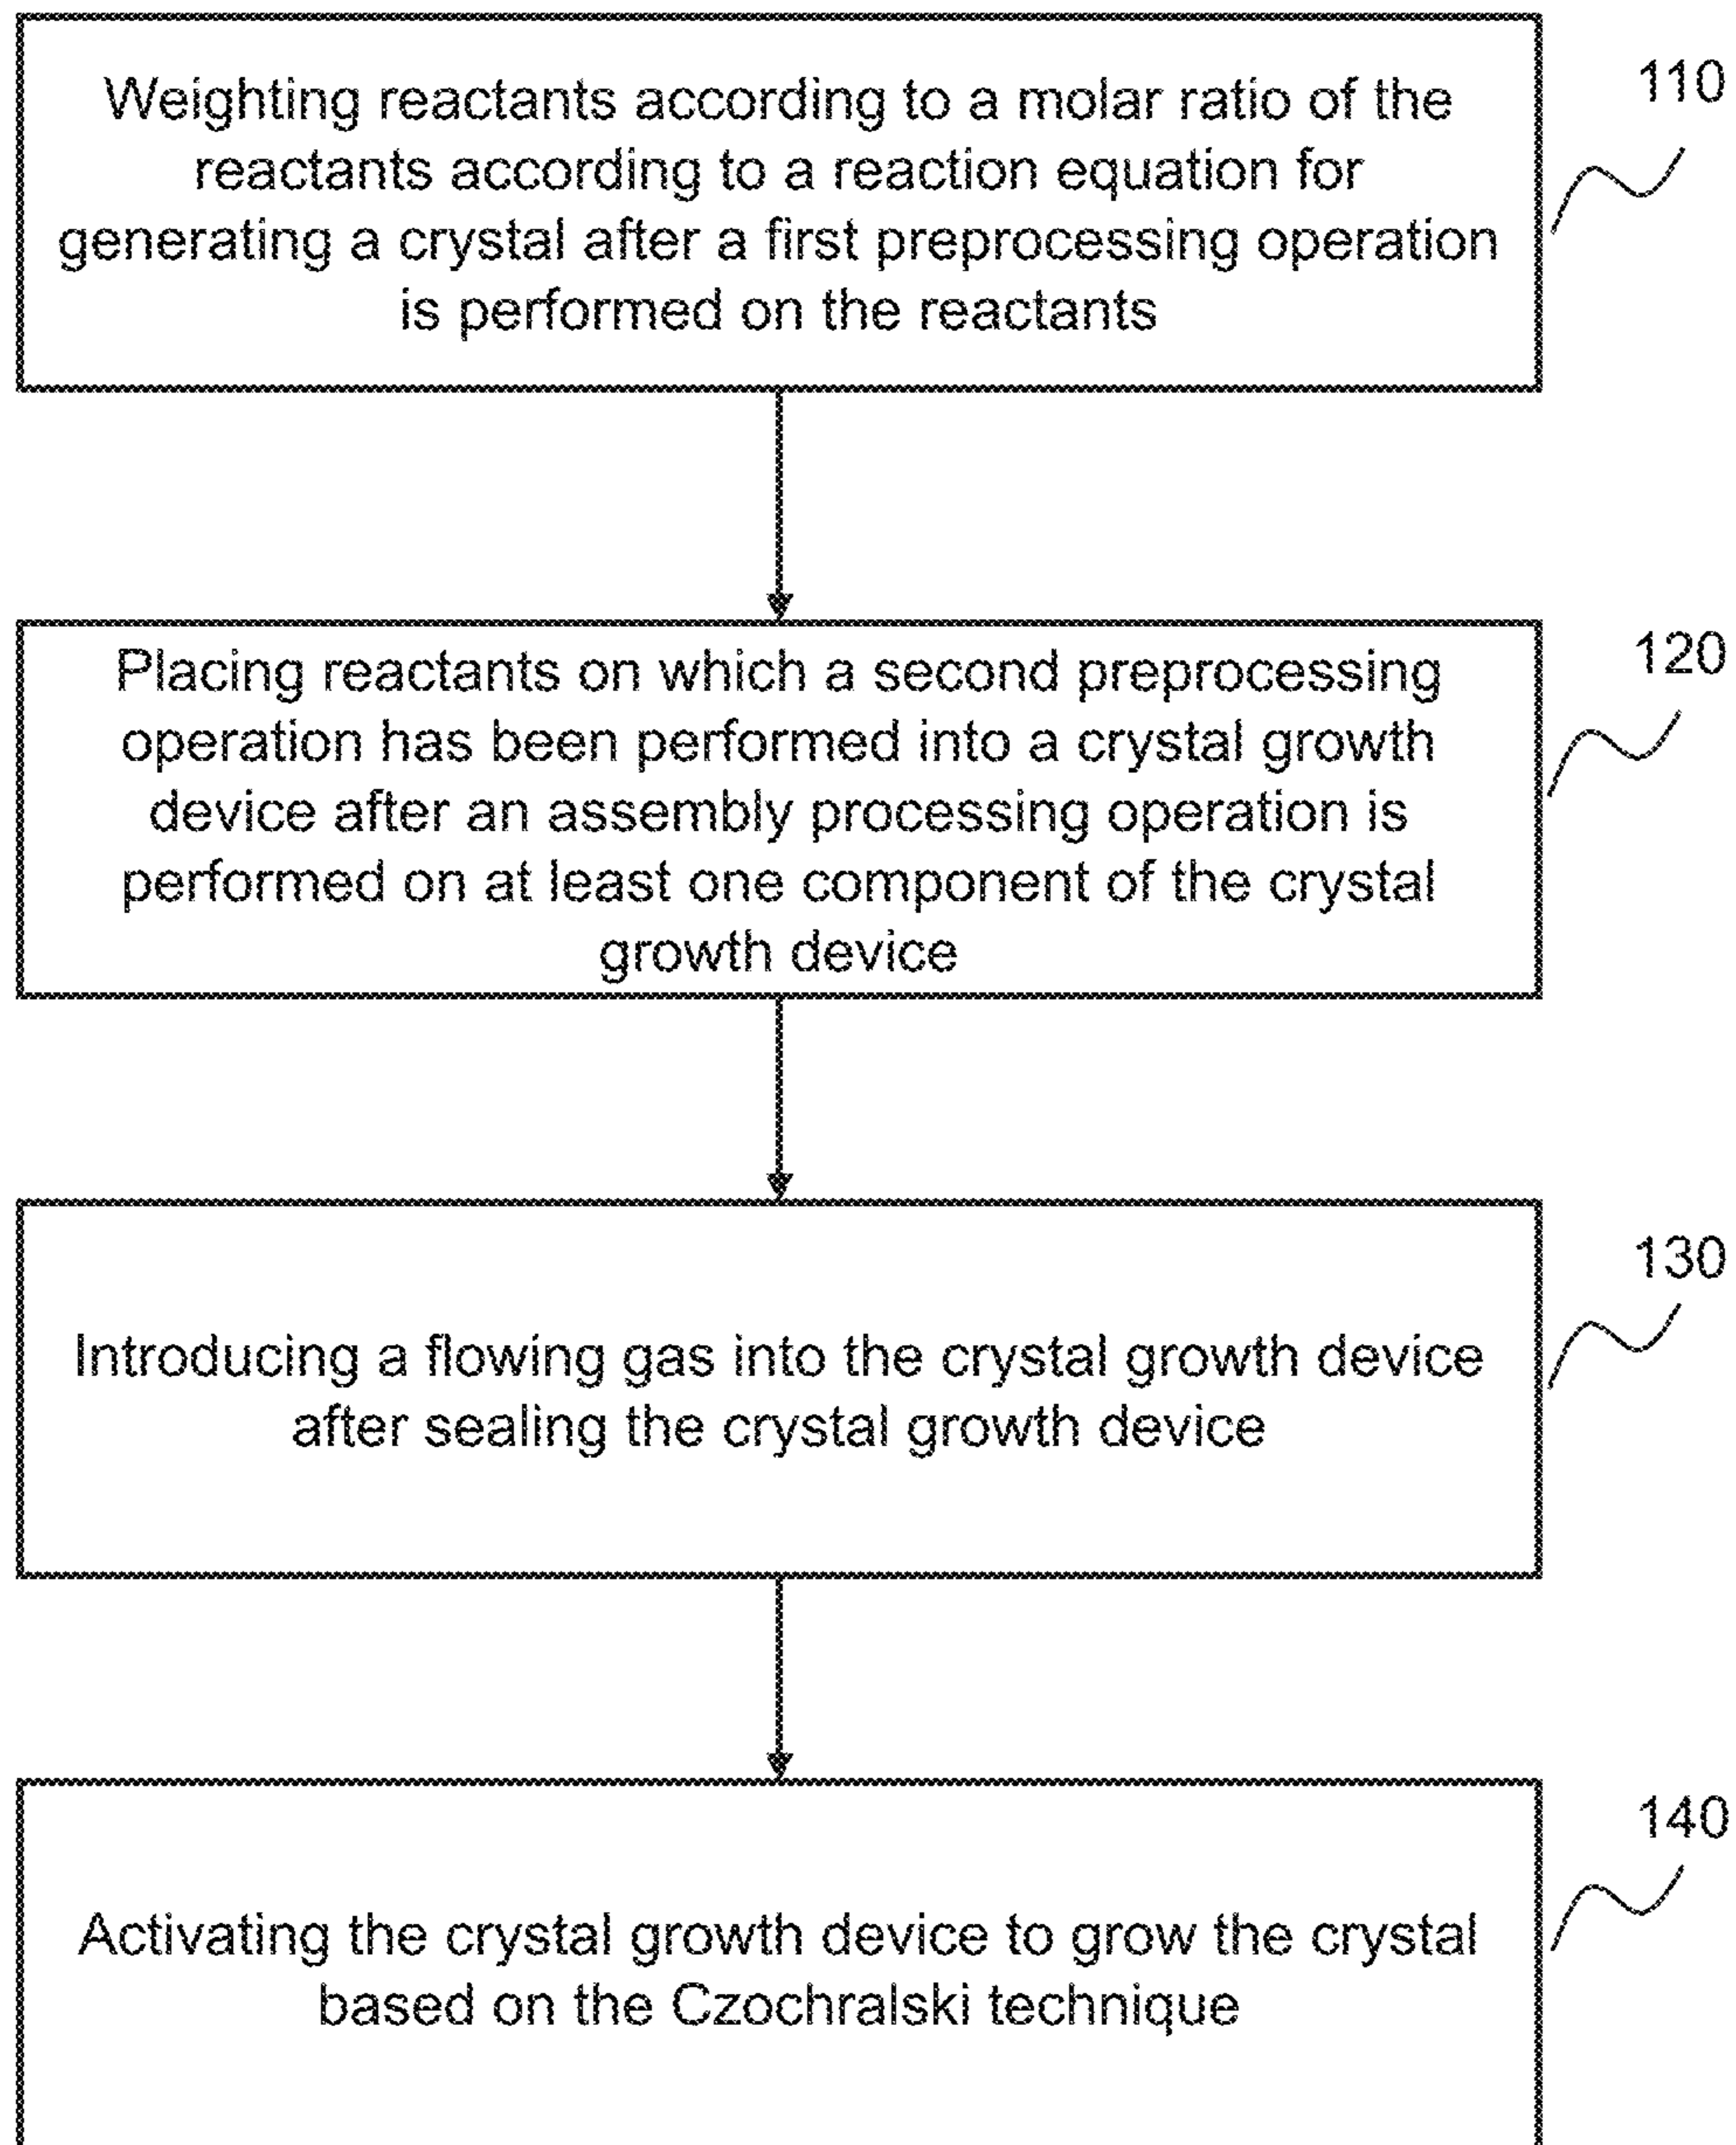 Weighting reactants according to a molar ratio of the
reactants according to a reaction equation for
generating a crystal after a first preprocessing operation
is performed on the reactants
110
Placing reactants on which a second preprocessing
operation has been performed into a crystal growth
device after an assembly processing operation is
performed on at least one component of the crystal
growth device
120
Introducing a flowing gas into the crystal growth device
after sealing the crystal growth device
130
Activating the crystal growth device to grow the crystal
based on the Czochralski technique
140